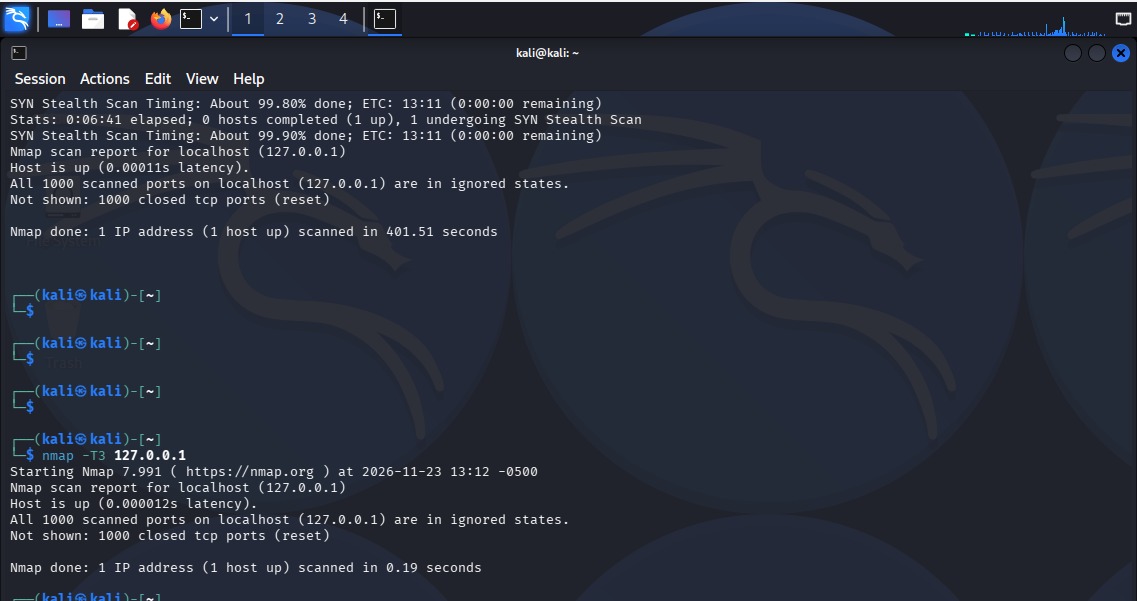 1 2 3 4
kali@kali: ~
Session Actions Edit View Help
SYN Stealth Scan Timing: About 99.80% done; ETC: 13:11 (0:00:00 remaining)
Stats: 0:06:41 elapsed; 0 hosts completed (1 up), 1 undergoing SYN Stealth Scan
SYN Stealth Scan Timing: About 99.90% done; ETC: 13:11 (0:00:00 remaining)
Nmap scan report for localhost (127.0.0.1)
Host is up (0.00011s latency).
All 1000 scanned ports on localhost (127.0.0.1) are in ignored states.
Not shown: 1000 closed tcp ports (reset)
Nmap done: 1 IP address (1 host up) scanned in 401.51 seconds
┌──(kali㉿kali)-[~]
└─$
┌──(kali㉿kali)-[~]
└─$
Trash
┌──(kali㉿kali)-[~]
└─$
┌──(kali㉿kali)-[~]
└─$ nmap -T3 127.0.0.1
Starting Nmap 7.991 ( https://nmap.org ) at 2026-11-23 13:12 -0500
Nmap scan report for localhost (127.0.0.1)
Host is up (0.000012s latency).
All 1000 scanned ports on localhost (127.0.0.1) are in ignored states.
Not shown: 1000 closed tcp ports (reset)
Nmap done: 1 IP address (1 host up) scanned in 0.19 seconds
┌──(kali㉿kali)-[~]